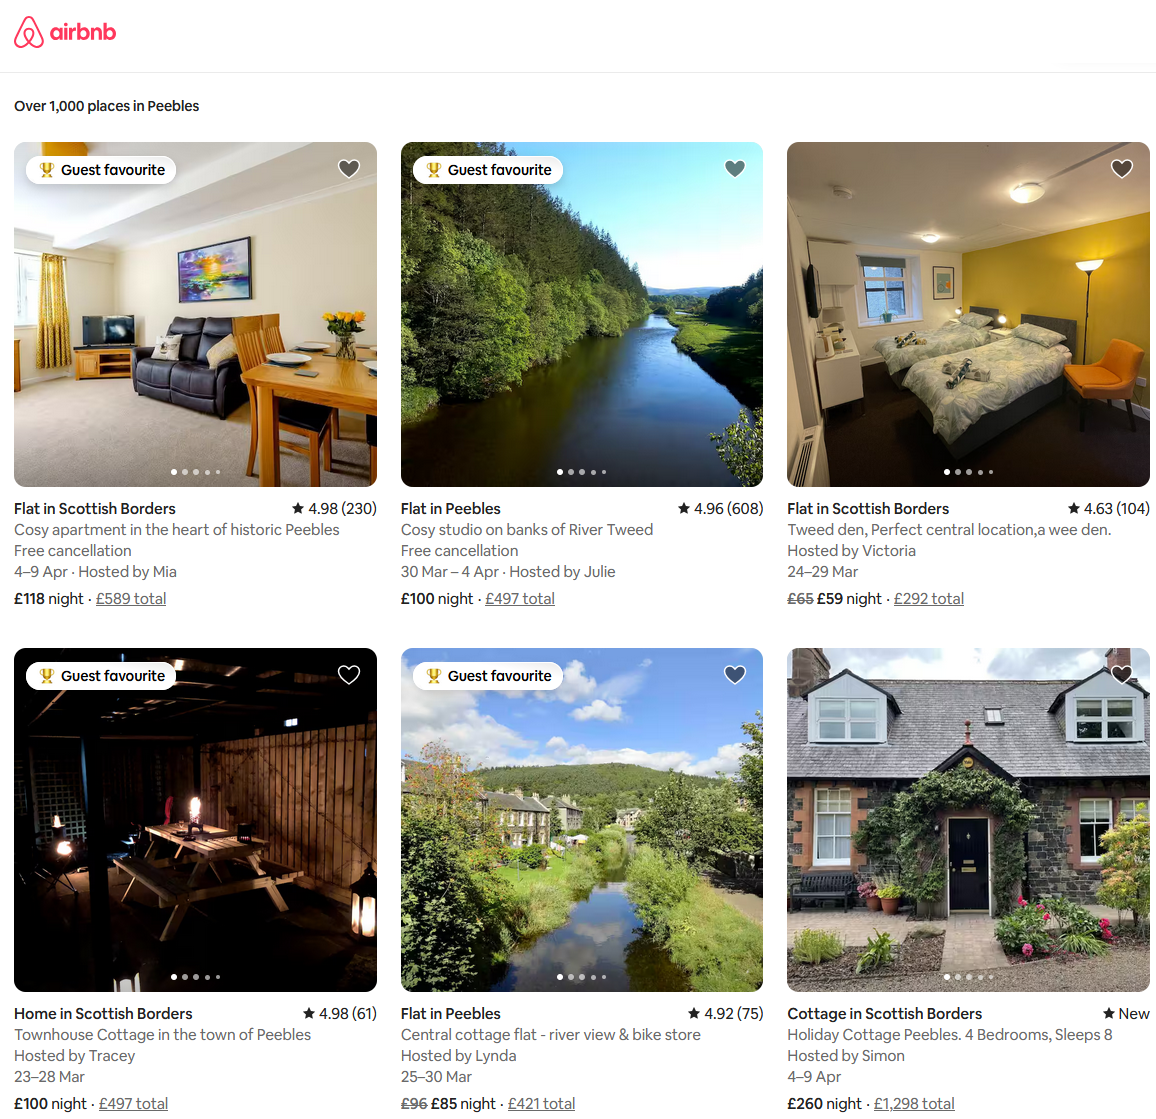 airbnb
Over 1,000 places in Peebles
Guest favourite
Flat in Scottish Borders ★ 4.98 (230)
Cosy apartment in the heart of historic Peebles
Free cancellation
4–9 Apr · Hosted by Mia
£118 night · £589 total
Guest favourite
Flat in Peebles ★ 4.96 (608)
Cosy studio on banks of River Tweed
Free cancellation
30 Mar – 4 Apr · Hosted by Julie
£100 night · £497 total
Flat in Scottish Borders ★ 4.63 (104)
Tweed den, Perfect central location,a wee den.
Hosted by Victoria
24–29 Mar
£65 £59 night · £292 total
Guest favourite
Home in Scottish Borders ★ 4.98 (61)
Townhouse Cottage in the town of Peebles
Hosted by Tracey
23–28 Mar
£100 night · £497 total
Guest favourite
Flat in Peebles ★ 4.92 (75)
Central cottage flat - river view & bike store
Hosted by Lynda
25–30 Mar
£96 £85 night · £421 total
Cottage in Scottish Borders ★ New
Holiday Cottage Peebles. 4 Bedrooms, Sleeps 8
Hosted by Simon
4–9 Apr
£260 night · £1,298 total